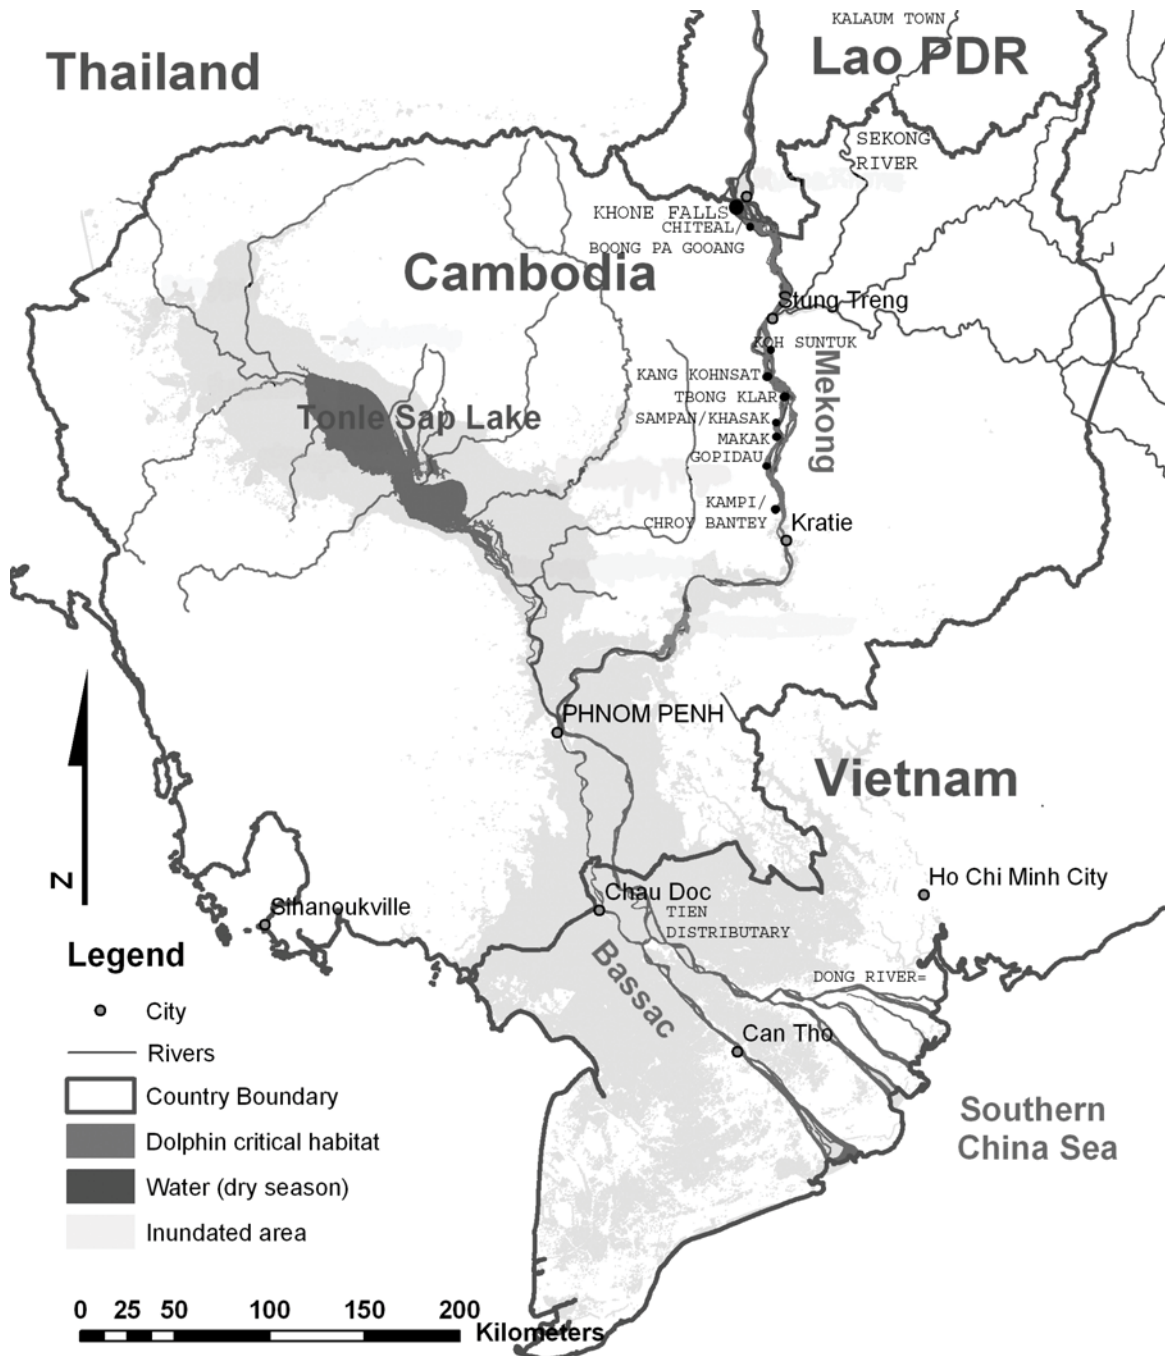 KALAUM TOWN
Thailand
Lao PDR
SEKONG
RIVER
KHONE FALLS
CHITEAL/
BOONG PA GOOANG
Cambodia
Stung Treng
KOH SUNTUK
Mekong
KANG KOHNSAT
TBONG KLAR
Tonle Sap Lake
SAMPAN/KHASAK
MAKAK
GOPIDAU
KAMPI/
CHROY BANTEY
Kratie
PHNOM PENH
Vietnam
N
Ho Chi Minh City
Chau Doc
Sihanoukville
TIEN
DISTRIBUTARY
Bassac
DONG RIVER=
Can Tho
Southern
China Sea
Legend
City
Rivers
Country Boundary
Dolphin critical habitat
Water (dry season)
Inundated area
0 25 50 100 150 200
Kilometers